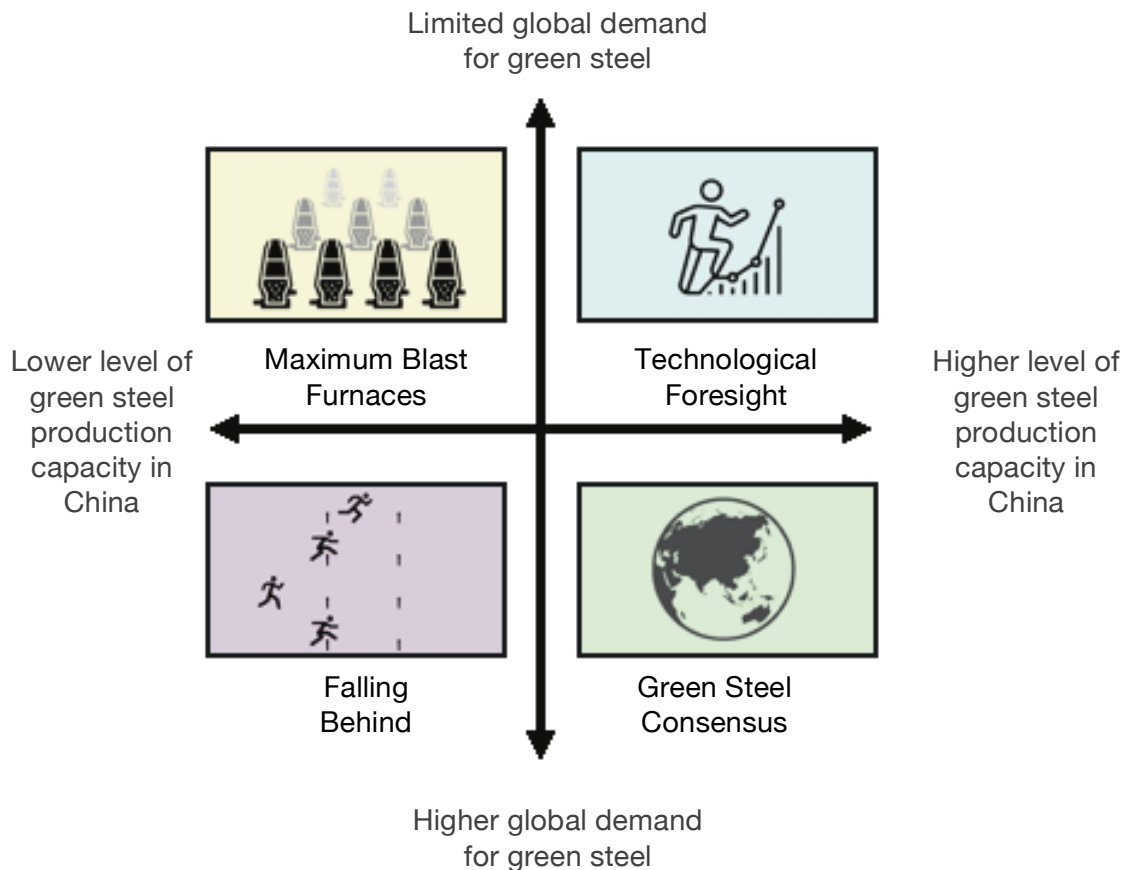 Limited global demand
for green steel
Lower level of
green steel
production
capacity in
China
Maximum Blast
Furnaces
Technological
Foresight
Higher level of
green steel
production
capacity in
China
Falling
Behind
Green Steel
Consensus
Higher global demand
for green steel